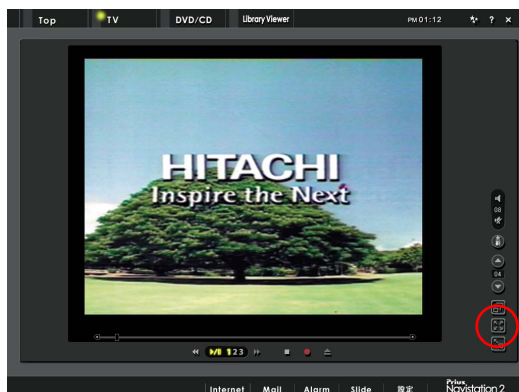 Top TV DVD/CD Library Viewer PM 01:12 ? ×
HITACHI
Inspire the Next
08
04
123
Internet Mail Alarm Slide 設定
Prius
Navistation 2